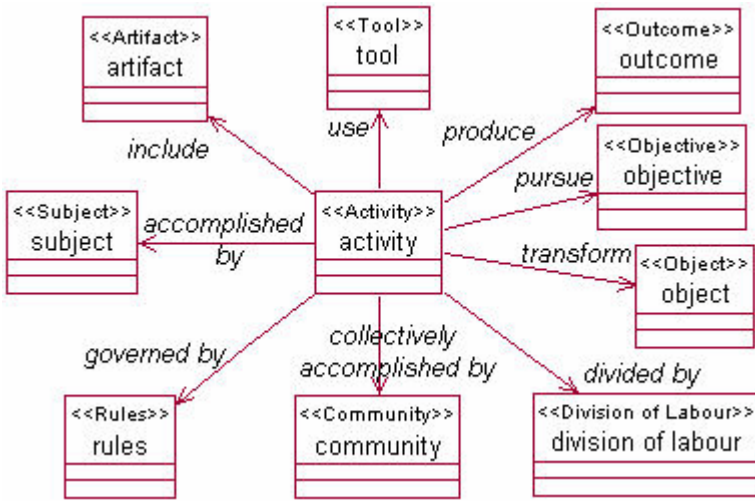 <<Artifact>>
artifact
<<Tool>>
tool
<<Outcome>>
outcome
include
use
produce
<<Objective>>
objective
pursue
<<Subject>>
subject
accomplished
by
<<Activity>>
activity
transform
<<Object>>
object
governed by
collectively
accomplished by
divided by
<<Rules>>
rules
<<Community>>
community
<<Division of Labour>>
division of labour